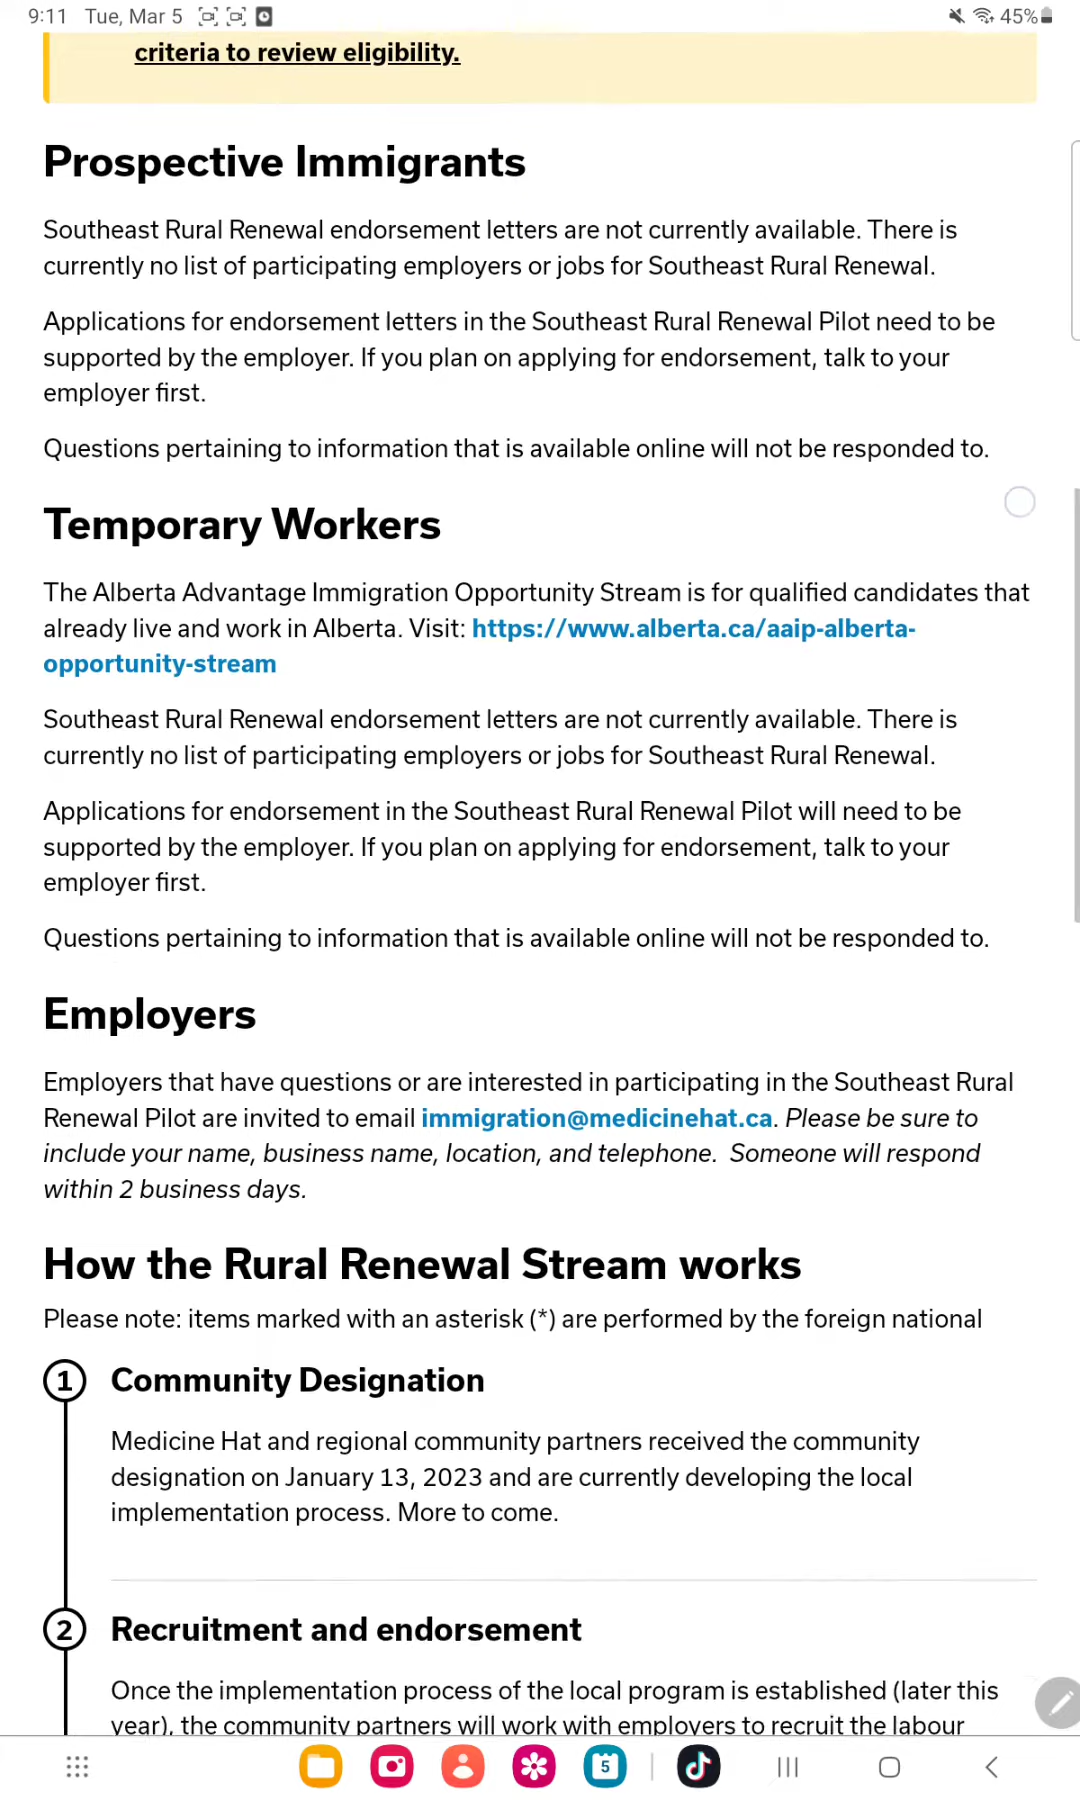 9:11 Tue, Mar 5 45%
criteria to review eligibility.
Prospective Immigrants
Southeast Rural Renewal endorsement letters are not currently available. There is
currently no list of participating employers or jobs for Southeast Rural Renewal.
Applications for endorsement letters in the Southeast Rural Renewal Pilot need to be
supported by the employer. If you plan on applying for endorsement, talk to your
employer first.
Questions pertaining to information that is available online will not be responded to.
Temporary Workers
The Alberta Advantage Immigration Opportunity Stream is for qualified candidates that
already live and work in Alberta. Visit: https://www.alberta.ca/aaip-alberta-
opportunity-stream
Southeast Rural Renewal endorsement letters are not currently available. There is
currently no list of participating employers or jobs for Southeast Rural Renewal.
Applications for endorsement in the Southeast Rural Renewal Pilot will need to be
supported by the employer. If you plan on applying for endorsement, talk to your
employer first.
Questions pertaining to information that is available online will not be responded to.
Employers
Employers that have questions or are interested in participating in the Southeast Rural
Renewal Pilot are invited to email immigration@medicinehat.ca. Please be sure to
include your name, business name, location, and telephone. Someone will respond
within 2 business days.
How the Rural Renewal Stream works
Please note: items marked with an asterisk (*) are performed by the foreign national
1 Community Designation
Medicine Hat and regional community partners received the community
designation on January 13, 2023 and are currently developing the local
implementation process. More to come.
2 Recruitment and endorsement
Once the implementation process of the local program is established (later this
year), the community partners will work with employers to recruit the labour
5